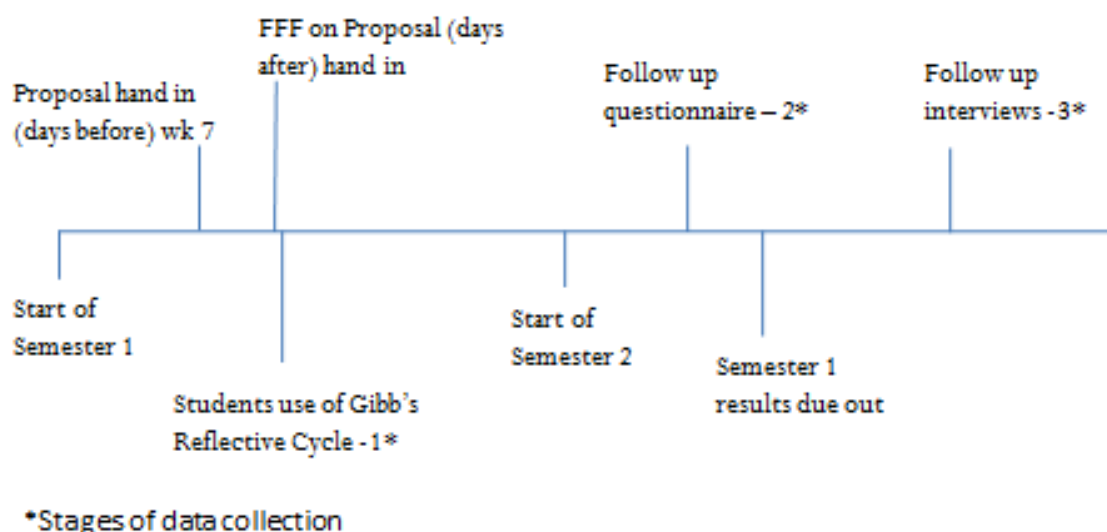 FFF on Proposal (days
after) hand in
Proposal hand in
(days before) wk 7
Follow up
questionnaire – 2*
Follow up
interviews -3*
Start of
Semester 1
Students use of Gibb's
Reflective Cycle -1*
Start of
Semester 2
Semester 1
results due out
*Stages of data collection